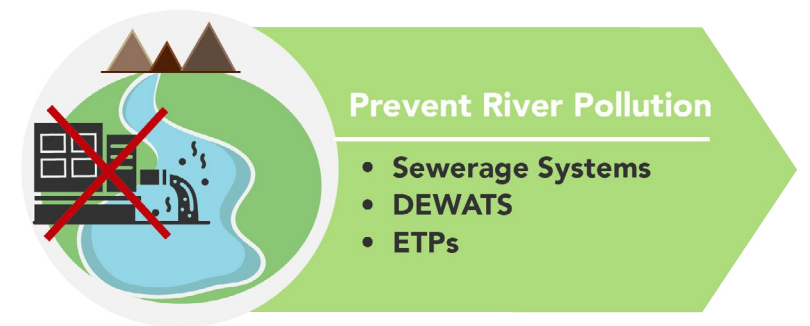 Prevent River Pollution
• Sewerage Systems
• DEWATS
• ETPs